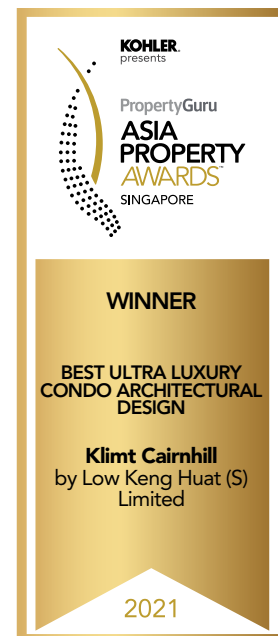 KOHLER.
presents
PropertyGuru
ASIA
PROPERTY
AWARDS™
SINGAPORE
WINNER
BEST ULTRA LUXURY
CONDO ARCHITECTURAL
DESIGN
Klimt Cairnhill
by Low Keng Huat (S)
Limited
2021